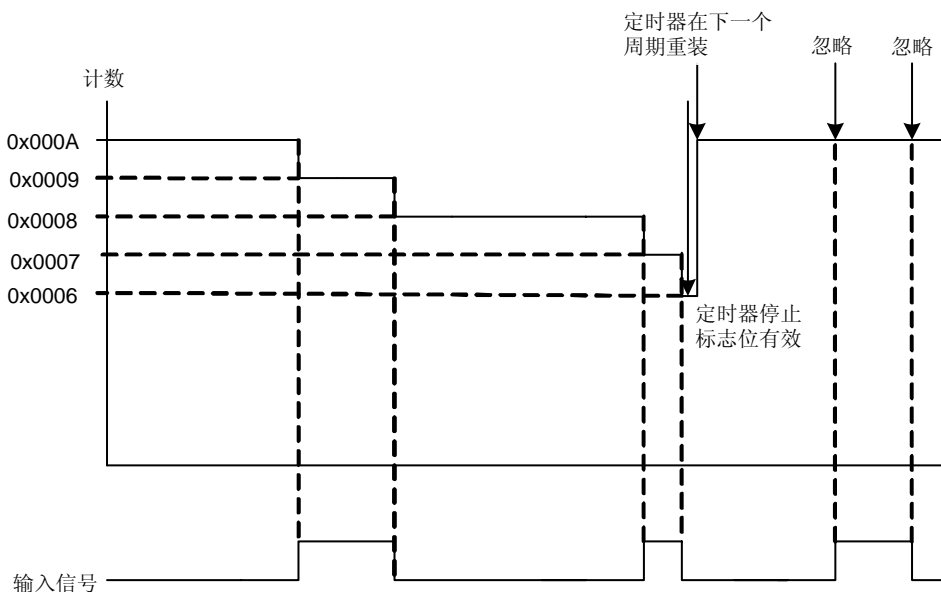 定时器在下一个
周期重装
忽略
忽略
计数
0x000A
0x0009
0x0008
0x0007
0x0006
定时器停止
标志位有效
输入信号